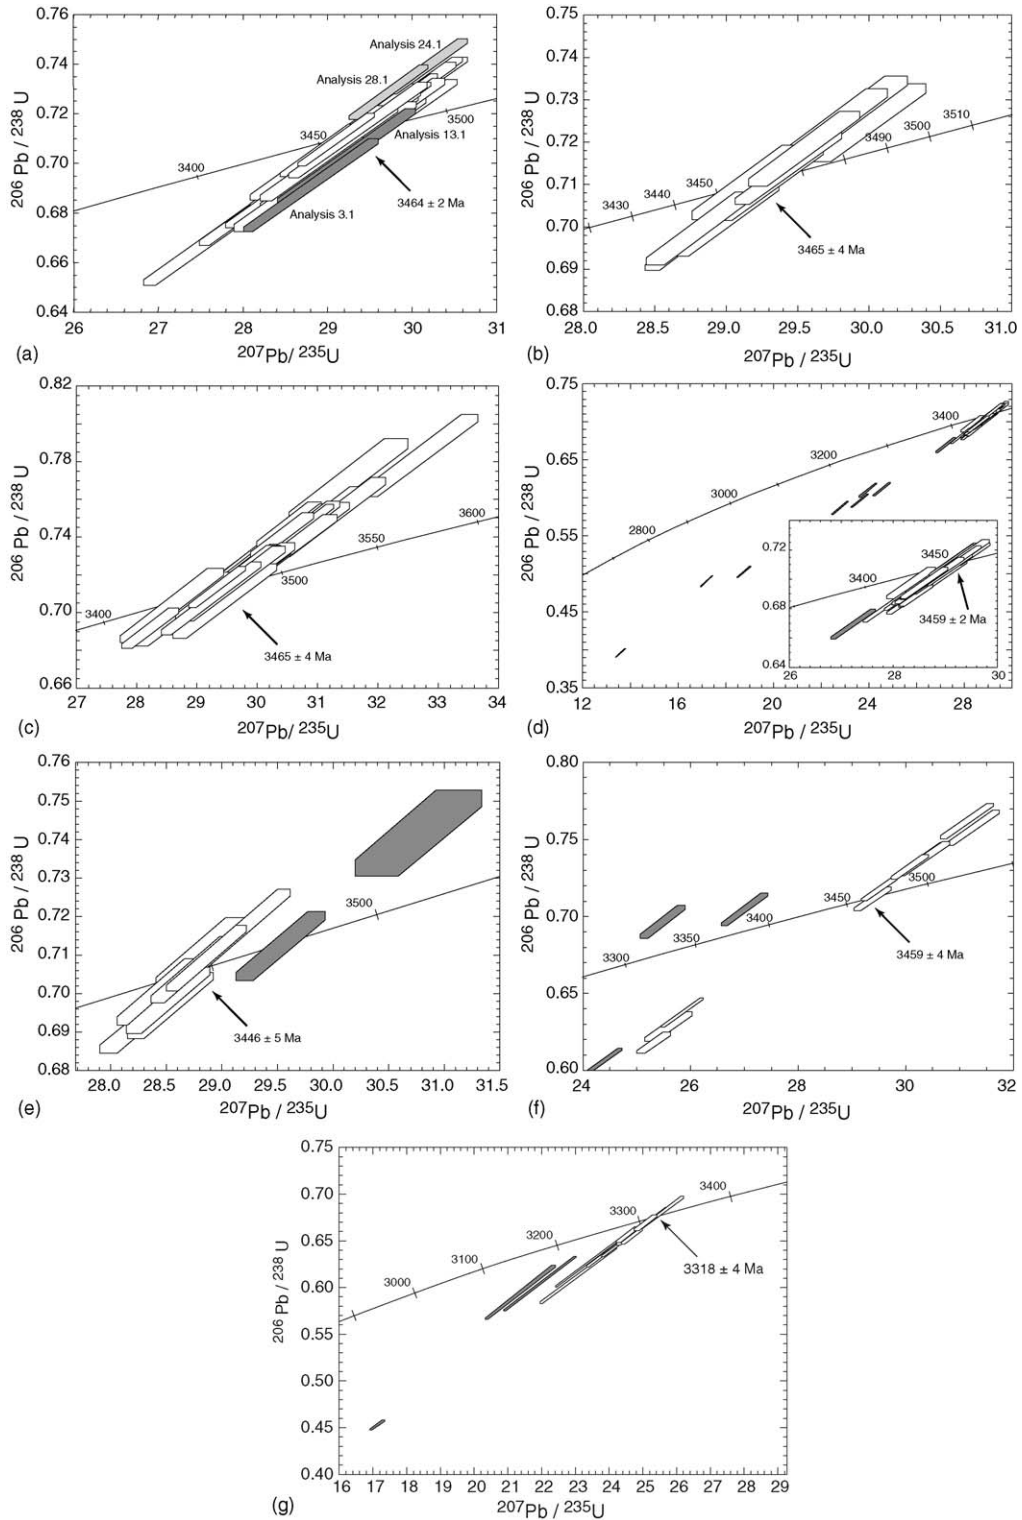 0.76
0.74
0.72
0.70
0.68
0.66
0.64
206 Pb / 238 U
Analysis 24.1
Analysis 28.1
3450
3500
Analysis 13.1
3400
3464 ± 2 Ma
Analysis 3.1
26 27 28 29 30 31
(a) 207Pb/ 235U
0.75
0.74
0.73
0.72
0.71
0.70
0.69
0.68
206 Pb / 238 U
3510
3500
3490
3450
3440
3430
3465 ± 4 Ma
28.0 28.5 29.0 29.5 30.0 30.5 31.0
(b) 207Pb/ 235U
0.82
0.78
0.74
0.70
0.66
206 Pb / 238 U
3600
3550
3500
3400
3465 ± 4 Ma
27 28 29 30 31 32 33 34
(c) 207Pb/ 235U
0.75
0.65
0.55
0.45
0.35
206 Pb / 238 U
3400
3200
3000
2800
0.72
0.68
0.64
3450
3400
3459 ± 2 Ma
26 28 30
12 16 20 24 28
(d) 207Pb / 235U
0.76
0.75
0.74
0.73
0.72
0.71
0.70
0.69
0.68
206 Pb / 238 U
3500
3446 ± 5 Ma
28.0 28.5 29.0 29.5 30.0 30.5 31.0 31.5
(e) 207Pb / 235U
0.80
0.75
0.70
0.65
0.60
206 Pb / 238 U
3500
3450
3400
3350
3300
3459 ± 4 Ma
24 26 28 30 32
(f) 207Pb / 235U
0.75
0.70
0.65
0.60
0.55
0.50
0.45
0.40
206 Pb / 238 U
3400
3300
3200
3100
3000
3318 ± 4 Ma
16 17 18 19 20 21 22 23 24 25 26 27 28 29
(g) 207Pb / 235U